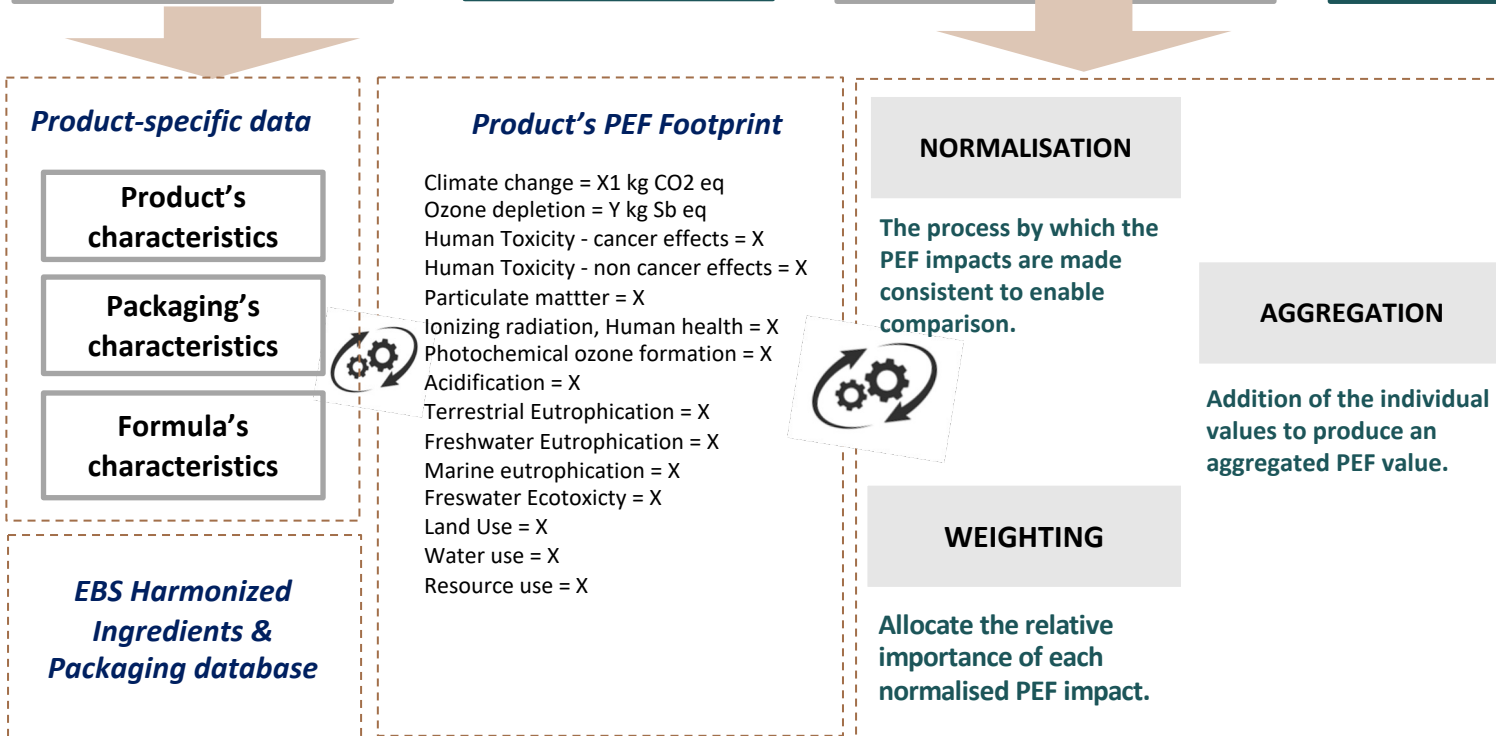 Product-specific data
Product's
characteristics
Packaging's
characteristics
Formula's
characteristics
EBS Harmonized
Ingredients &
Packaging database
Product's PEF Footprint
Climate change = X1 kg CO2 eq
Ozone depletion = Y kg Sb eq
Human Toxicity - cancer effects = X
Human Toxicity - non cancer effects = X
Particulate mattter = X
Ionizing radiation, Human health = X
Photochemical ozone formation = X
Acidification = X
Terrestrial Eutrophication = X
Freshwater Eutrophication = X
Marine eutrophication = X
Freswater Ecotoxicty = X
Land Use = X
Water use = X
Resource use = X
NORMALISATION
The process by which the
PEF impacts are made
consistent to enable
comparison.
WEIGHTING
Allocate the relative
importance of each
normalised PEF impact.
AGGREGATION
Addition of the individual
values to produce an
aggregated PEF value.